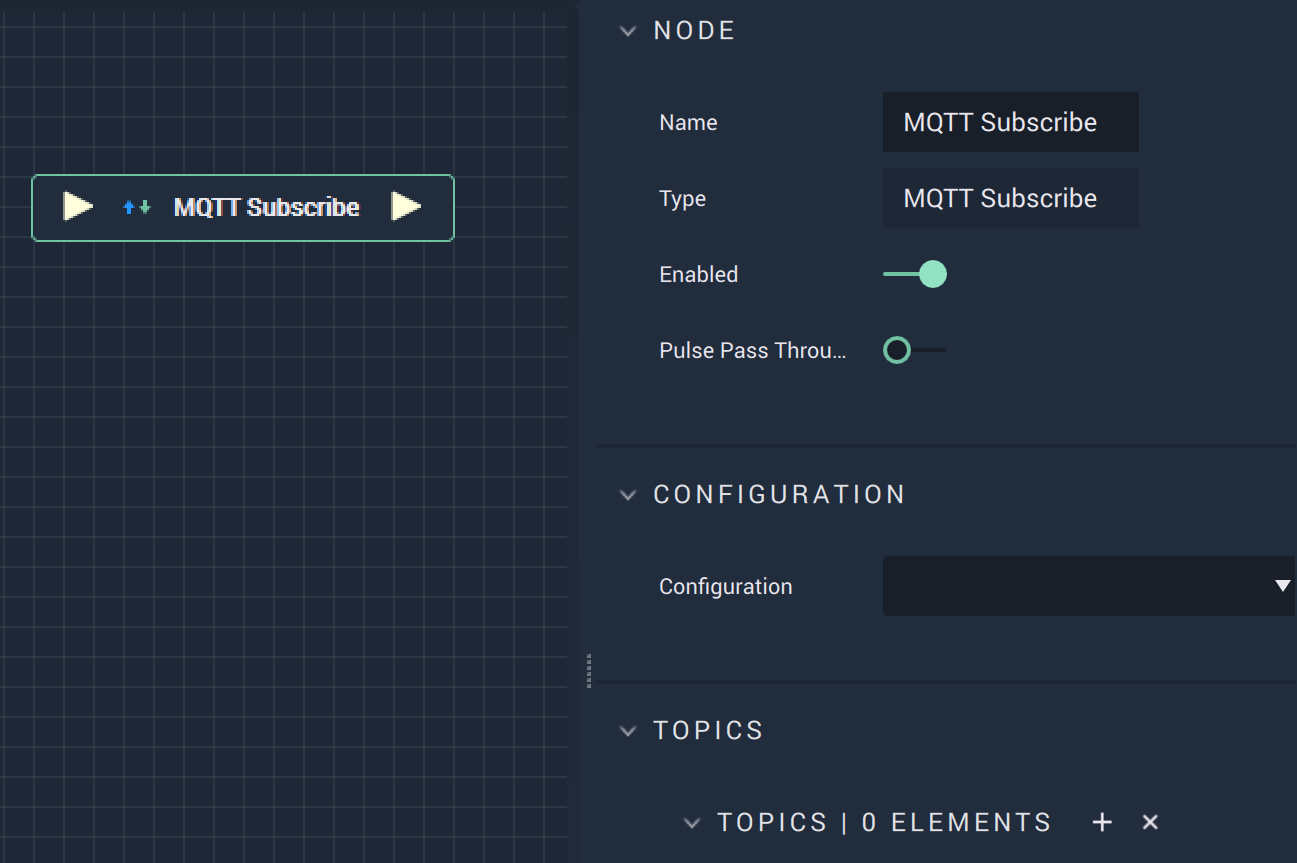 MQTT Subscribe
NODE
Name
MQTT Subscribe
Type
MQTT Subscribe
Enabled
Pulse Pass Throu...
CONFIGURATION
Configuration
TOPICS
TOPICS | 0 ELEMENTS